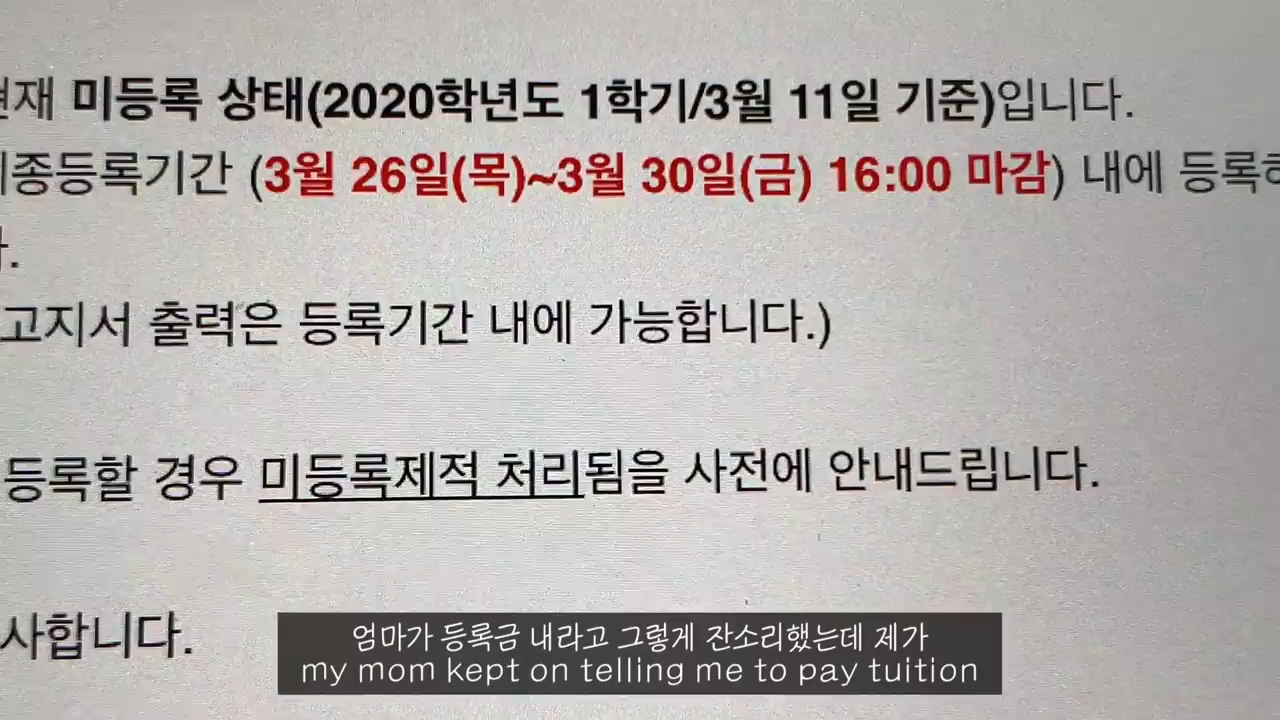 현재 미등록 상태(2020학년도 1학기/3월 11일 기준)입니다.
최종등록기간 (3월 26일(목)~3월 30일(금) 16:00 마감) 내에 등록하
다.
고지서 출력은 등록기간 내에 가능합니다.)
등록할 경우 미등록제적 처리됨을 사전에 안내드립니다.
사합니다.
엄마가 등록금 내라고 그렇게 잔소리했는데 제가
my mom kept on telling me to pay tuition